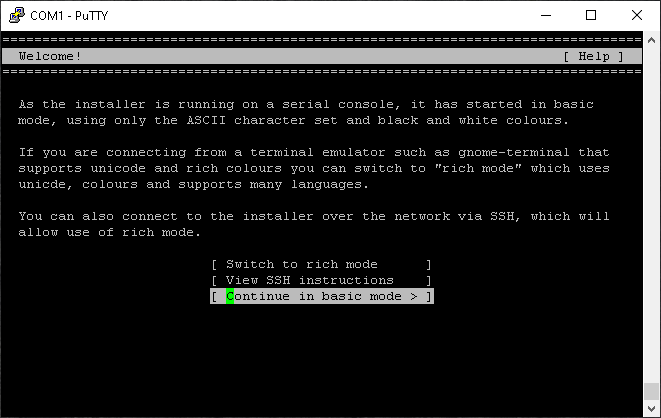 COM1 - PuTTY
================================================================================
Welcome! [ Help ]
================================================================================
As the installer is running on a serial console, it has started in basic
mode, using only the ASCII character set and black and white colours.
If you are connecting from a terminal emulator such as gnome-terminal that
supports unicode and rich colours you can switch to "rich mode" which uses
unicde, colours and supports many languages.
You can also connect to the installer over the network via SSH, which will
allow use of rich mode.
[ Switch to rich mode ]
[ View SSH instructions ]
[ Continue in basic mode > ]